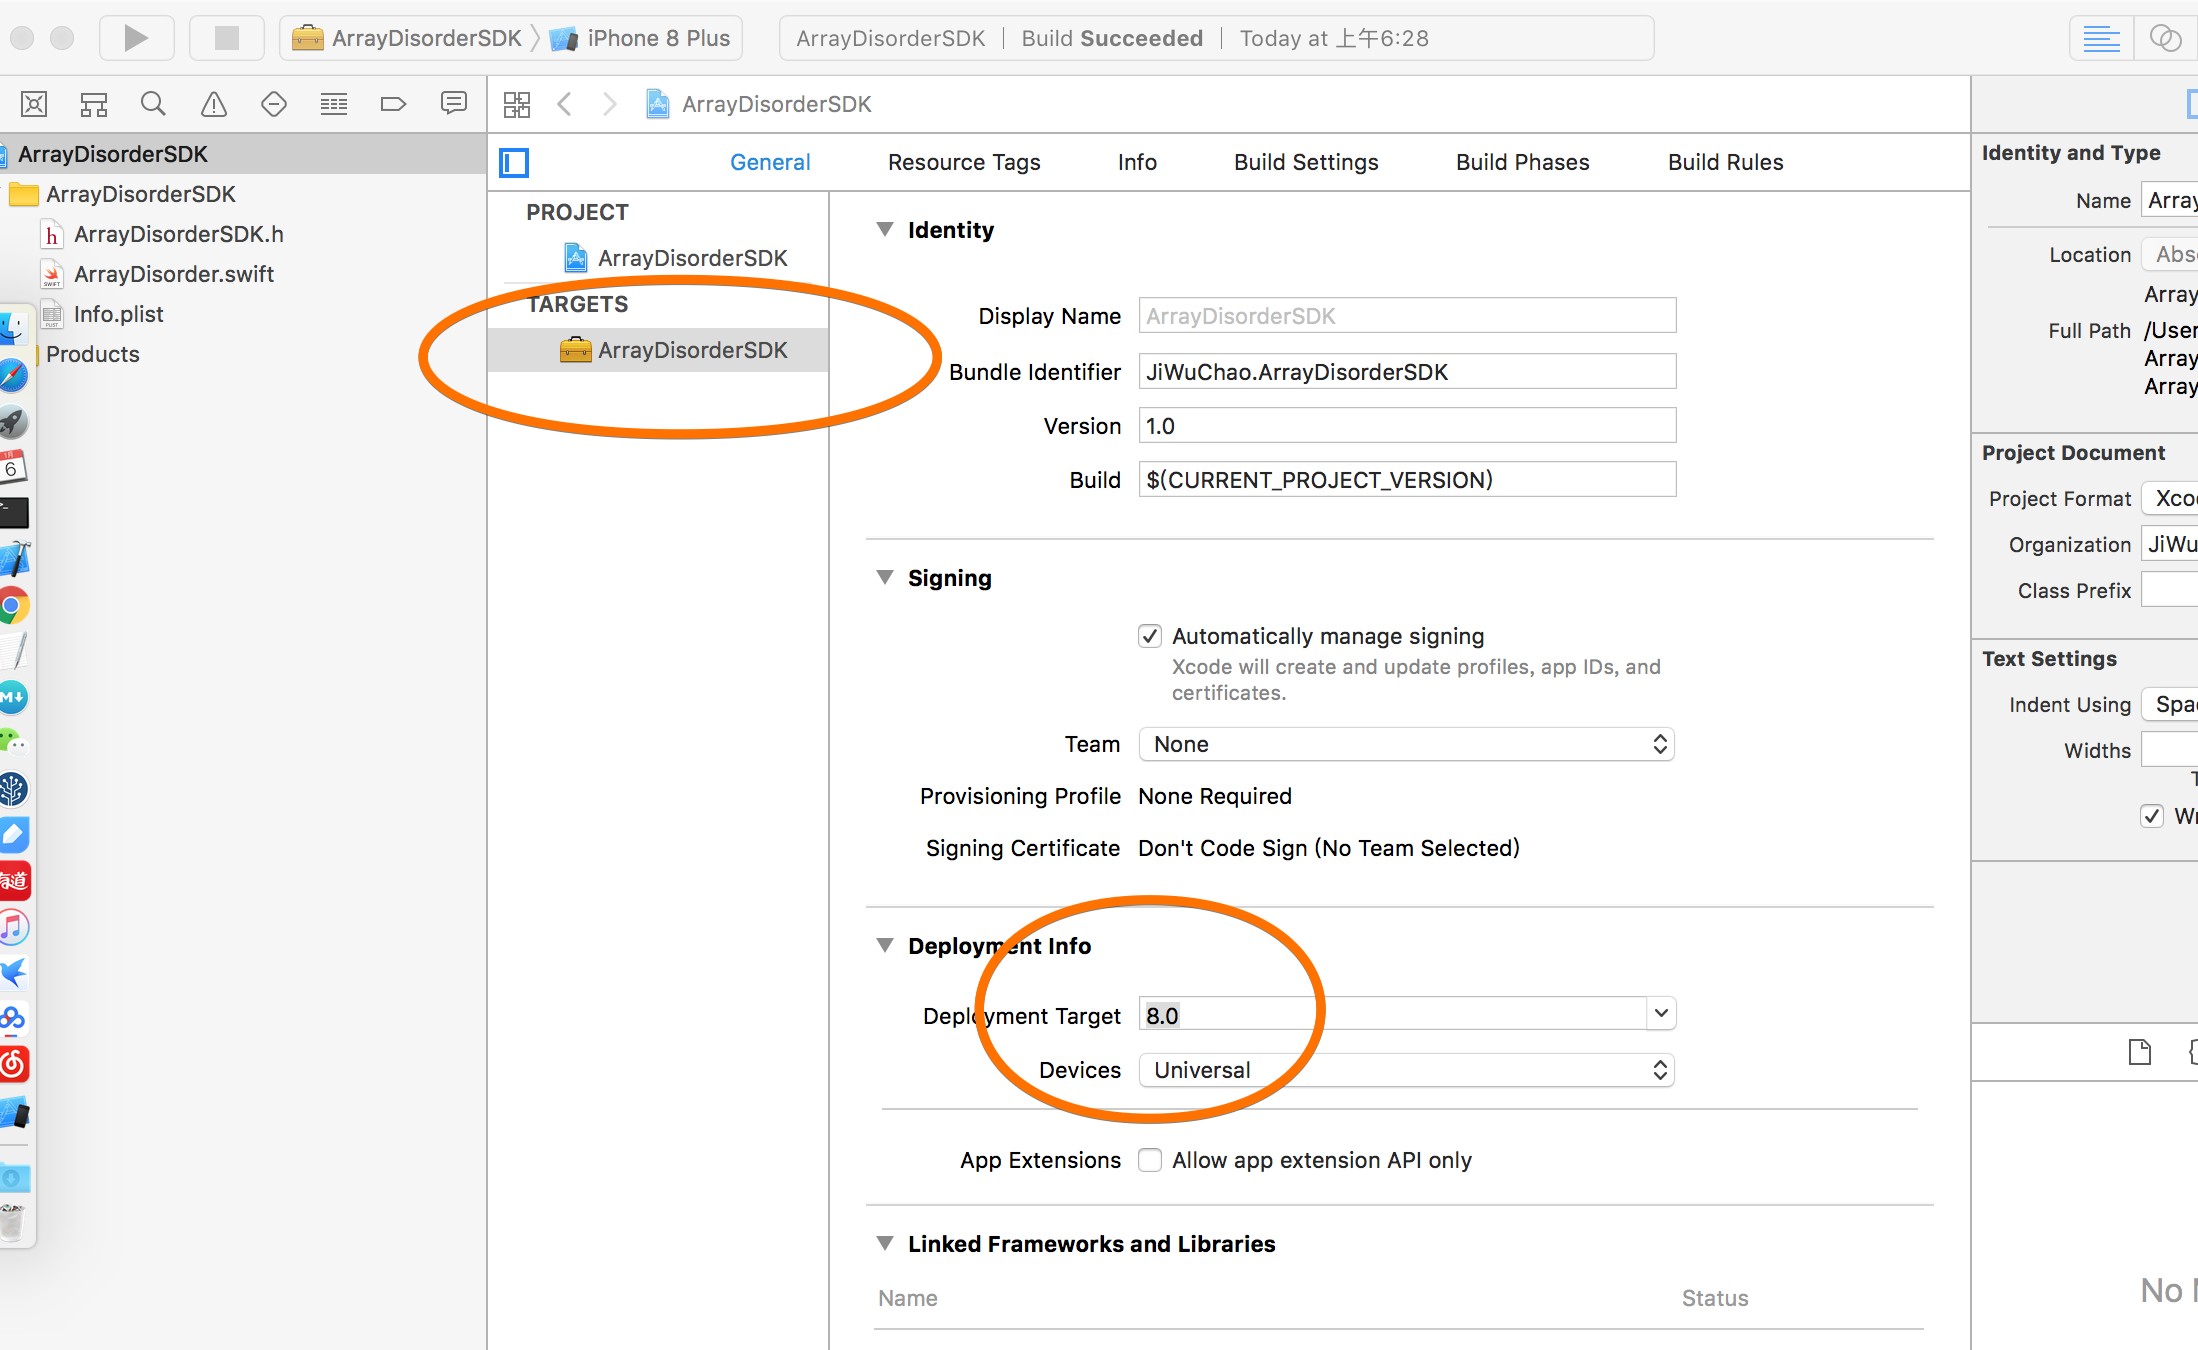 ArrayDisorderSDK iPhone 8 Plus ArrayDisorderSDK Build Succeeded Today at 上午6:28
ArrayDisorderSDK
ArrayDisorderSDK
ArrayDisorderSDK
ArrayDisorderSDK.h
ArrayDisorder.swift
Info.plist
Products
General Resource Tags Info Build Settings Build Phases Build Rules
PROJECT
ArrayDisorderSDK
TARGETS
ArrayDisorderSDK
Identity
Display Name ArrayDisorderSDK
Bundle Identifier JiWuChao.ArrayDisorderSDK
Version 1.0
Build $(CURRENT_PROJECT_VERSION)
Signing
Automatically manage signing
Xcode will create and update profiles, app IDs, and
certificates.
Team None
Provisioning Profile None Required
Signing Certificate Don't Code Sign (No Team Selected)
Deployment Info
Deployment Target 8.0
Devices Universal
App Extensions Allow app extension API only
Linked Frameworks and Libraries
Name Status
Identity and Type
Name Array
Location Abs
Array
Full Path /User
Array
Array
Project Document
Project Format Xco
Organization JiWu
Class Prefix
Text Settings
Indent Using Spa
Widths
Wr
No